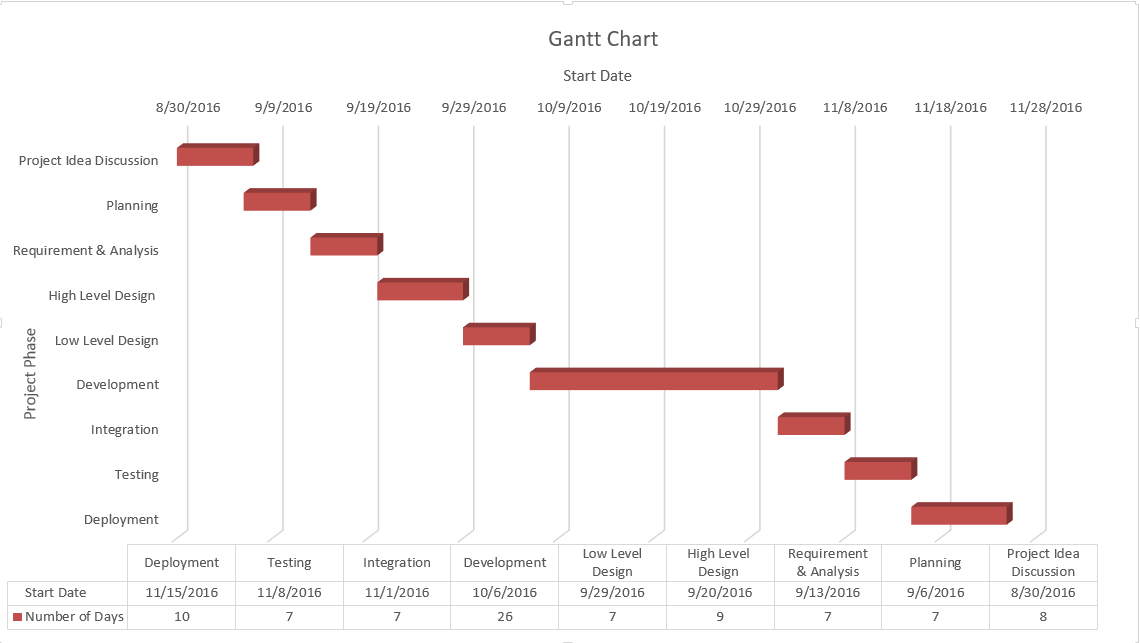 Gantt Chart
Start Date
8/30/2016 9/9/2016 9/19/2016 9/29/2016 10/9/2016 10/19/2016 10/29/2016 11/8/2016 11/18/2016 11/28/2016
Project Phase
Project Idea Discussion
Planning
Requirement & Analysis
High Level Design
Low Level Design
Development
Integration
Testing
Deployment
Deployment Testing Integration Development Low Level Design High Level Design Requirement & Analysis Planning Project Idea Discussion
Start Date 11/15/2016 11/8/2016 11/1/2016 10/6/2016 9/29/2016 9/20/2016 9/13/2016 9/6/2016 8/30/2016
Number of Days 10 7 7 26 7 9 7 7 8